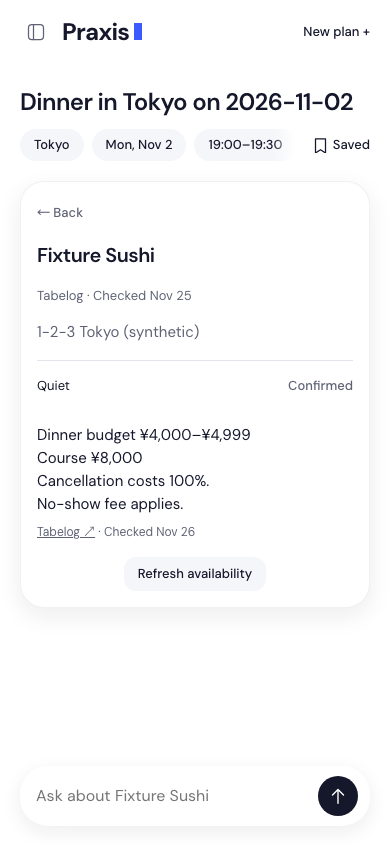 Praxis
New plan +
Dinner in Tokyo on 2026-11-02
Tokyo
Mon, Nov 2
19:00–19:30
Saved
← Back
Fixture Sushi
Tabelog · Checked Nov 25
1-2-3 Tokyo (synthetic)
Quiet
Confirmed
Dinner budget ¥4,000–¥4,999
Course ¥8,000
Cancellation costs 100%.
No-show fee applies.
Tabelog ↗ · Checked Nov 26
Refresh availability
Ask about Fixture Sushi